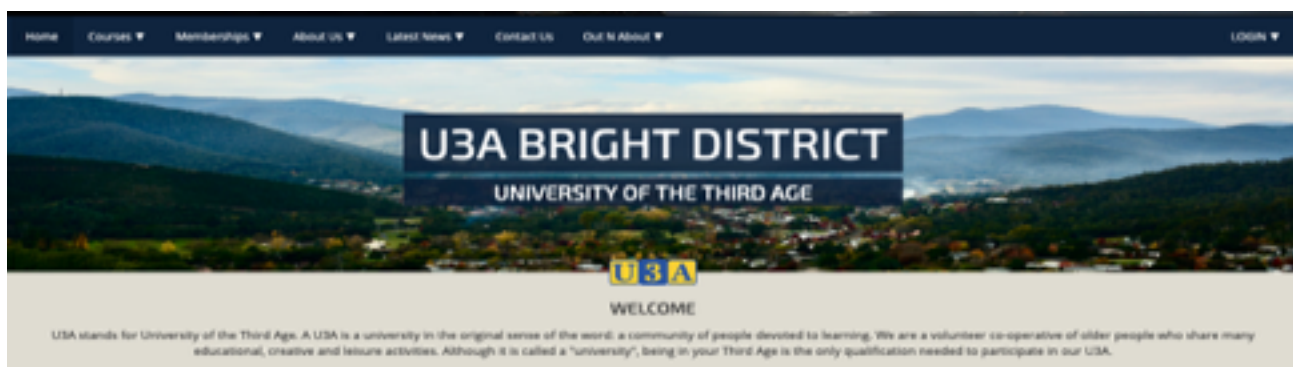 Home Courses ▼ Memberships ▼ About Us ▼ Latest News ▼ Contact Us Out N About ▼ LOGIN ▼
U3A BRIGHT DISTRICT
UNIVERSITY OF THE THIRD AGE
U3A
WELCOME
U3A stands for University of the Third Age. A U3A is a university in the original sense of the word: a community of people devoted to learning. We are a volunteer co-operative of older people who share many
educational, creative and leisure activities. Although it is called a "university", being in your Third Age is the only qualification needed to participate in our U3A.